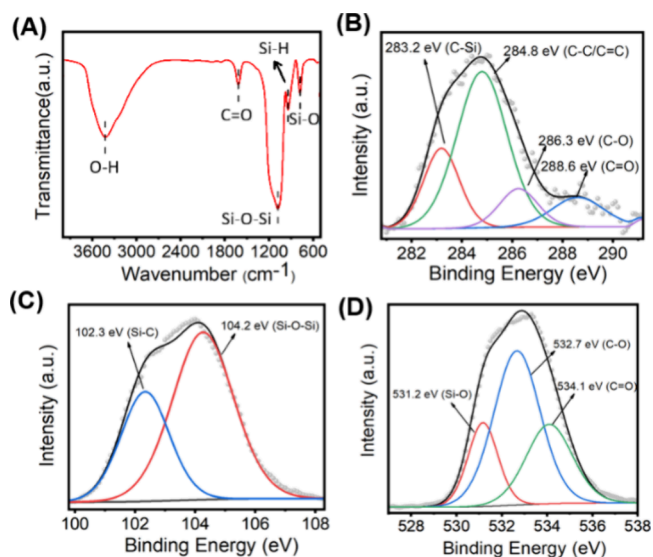 (A)
Transmittance(a.u.)
Si-H
C=O
Si-O
O-H
Si-O-Si
3600 3000 2400 1800 1200 600
Wavenumber (cm-1)
(B)
Intensity (a.u.)
283.2 eV (C-Si)
284.8 eV (C-C/C=C)
286.3 eV (C-O)
288.6 eV (C=O)
282 284 286 288 290
Binding Energy (eV)
(C)
Intensity (a.u.)
102.3 eV (Si-C)
104.2 eV (Si-O-Si)
100 102 104 106 108
Binding Energy (eV)
(D)
Intensity (a.u.)
532.7 eV (C-O)
531.2 eV (Si-O)
534.1 eV (C=O)
528 530 532 534 536 538
Binding Energy (eV)